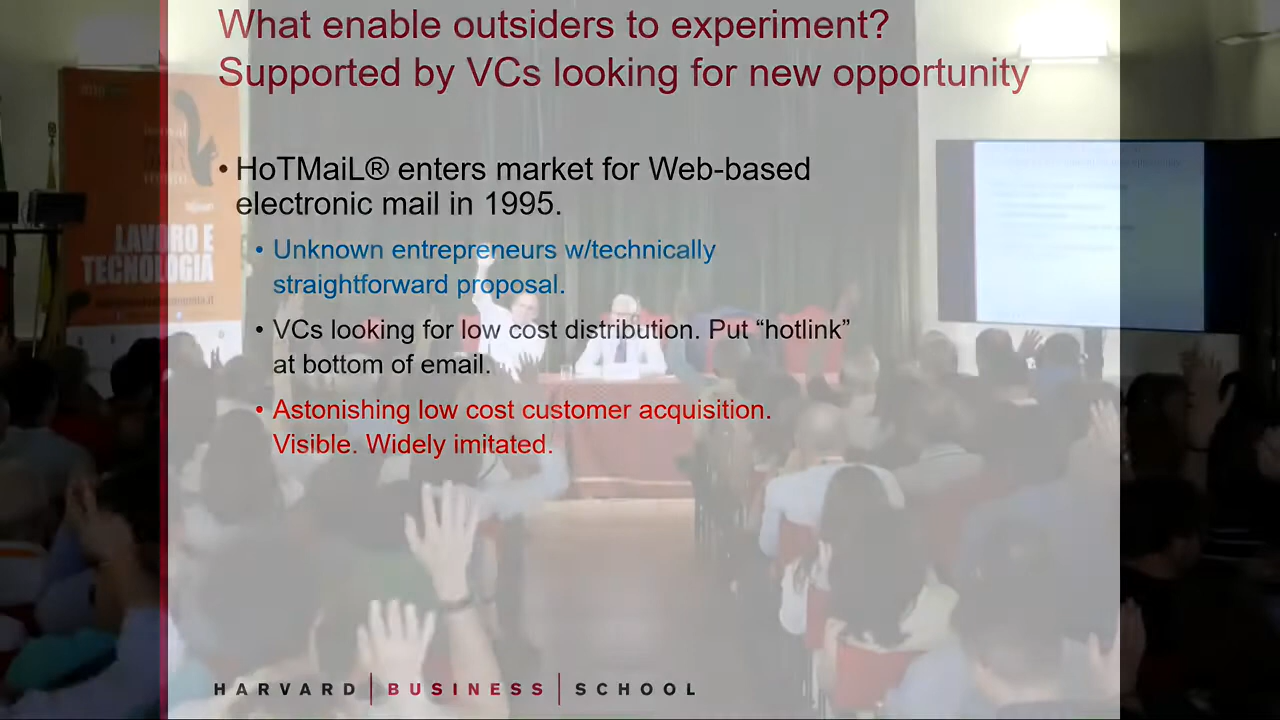 What enable outsiders to experiment?
Supported by VCs looking for new opportunity
• HoTMaiL® enters market for Web-based
electronic mail in 1995.
• Unknown entrepreneurs w/technically
straightforward proposal.
• VCs looking for low cost distribution. Put “hotlink”
at bottom of email.
• Astonishing low cost customer acquisition.
Visible. Widely imitated.
LAVORO E
TECNOLOGIA
HARVARD BUSINESS SCHOOL